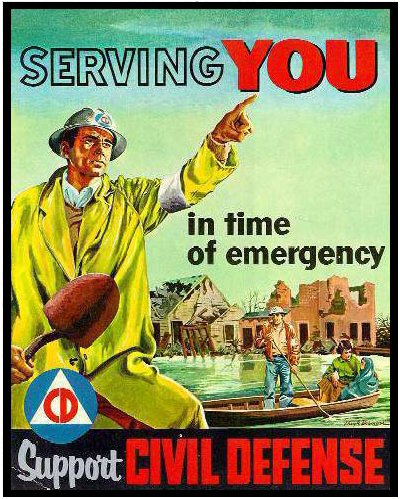 SERVING YOU
in time
of emergency
CD
Support CIVIL DEFENSE